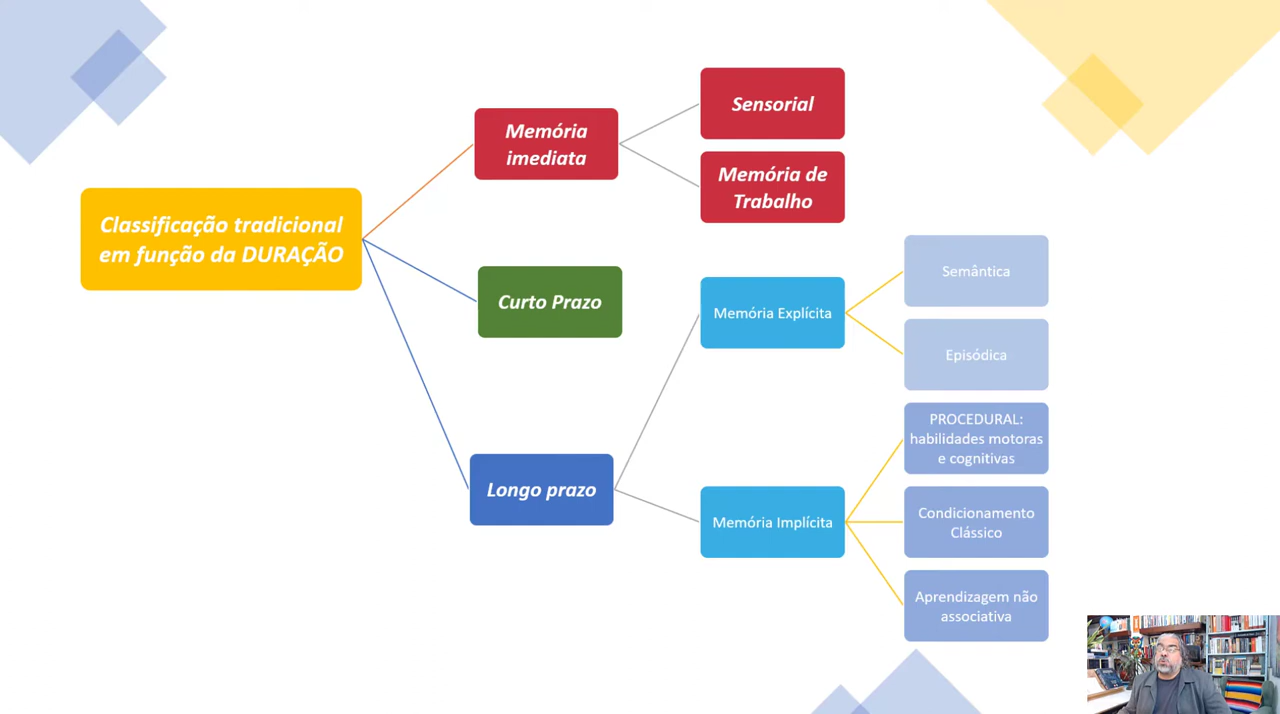 Classificação tradicional
em função da DURAÇÃO
Memória
imediata
Sensorial
Memória de
Trabalho
Curto Prazo
Longo prazo
Memória Explícita
Semântica
Episódica
Memória Implícita
PROCEDURAL:
habilidades motoras
e cognitivas
Condicionamento
Clássico
Aprendizagem não
associativa